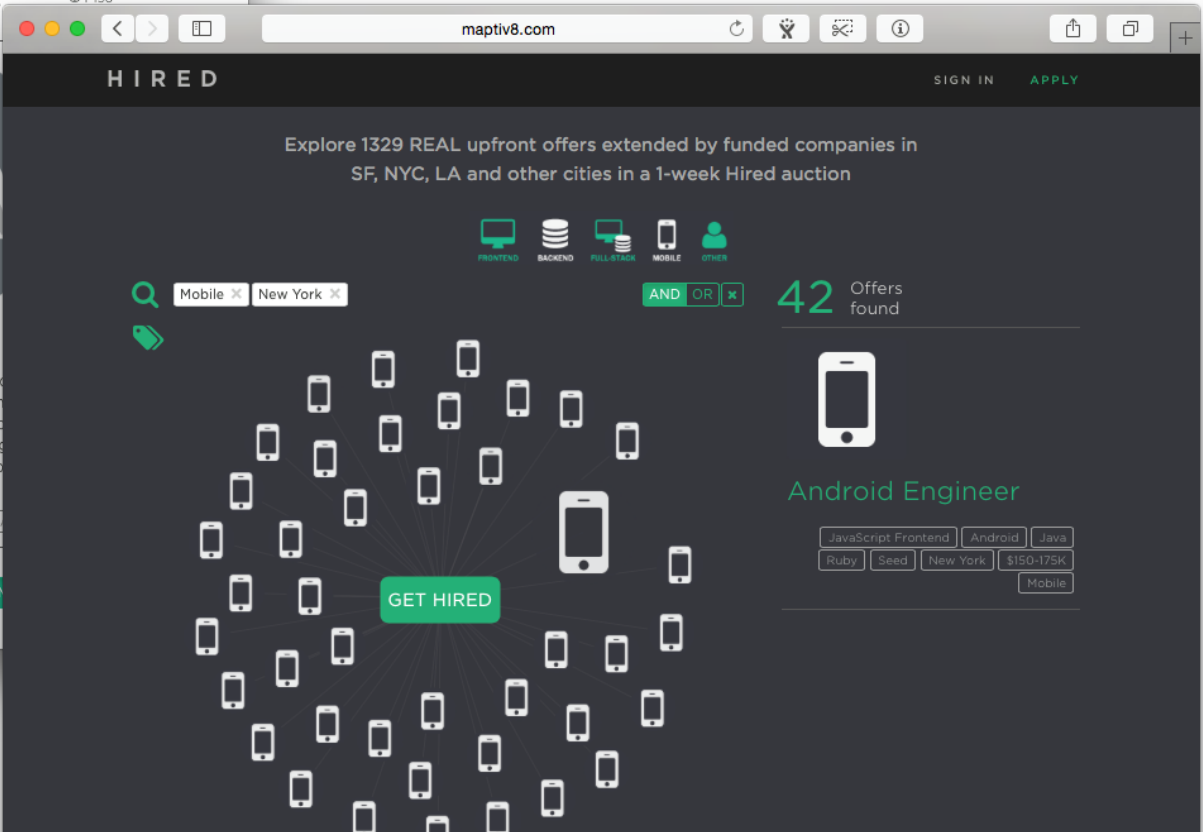 maptiv8.com
HIRED
SIGN IN
APPLY
Explore 1329 REAL upfront offers extended by funded companies in
SF, NYC, LA and other cities in a 1-week Hired auction
FRONTEND
BACKEND
FULL-STACK
MOBILE
OTHER
Mobile
New York
AND
OR
42
Offers
found
Android Engineer
JavaScript Frontend
Android
Java
Ruby
Seed
New York
$150-175K
Mobile
GET HIRED